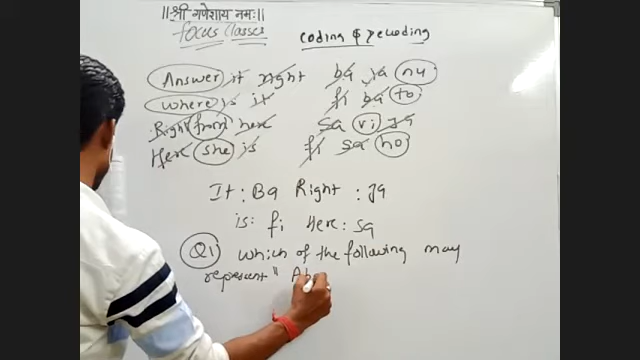 ||श्री गणेशाय नमः||
focus classes
Coding & Decoding
Answer it right ba ja nu
Where is it fi ba to
Right from here sa vi ja
Here she is fi sa ho
It : Ba Right : Ja
is: fi Here: sa
Q1 Which of the following may
represent " Ab